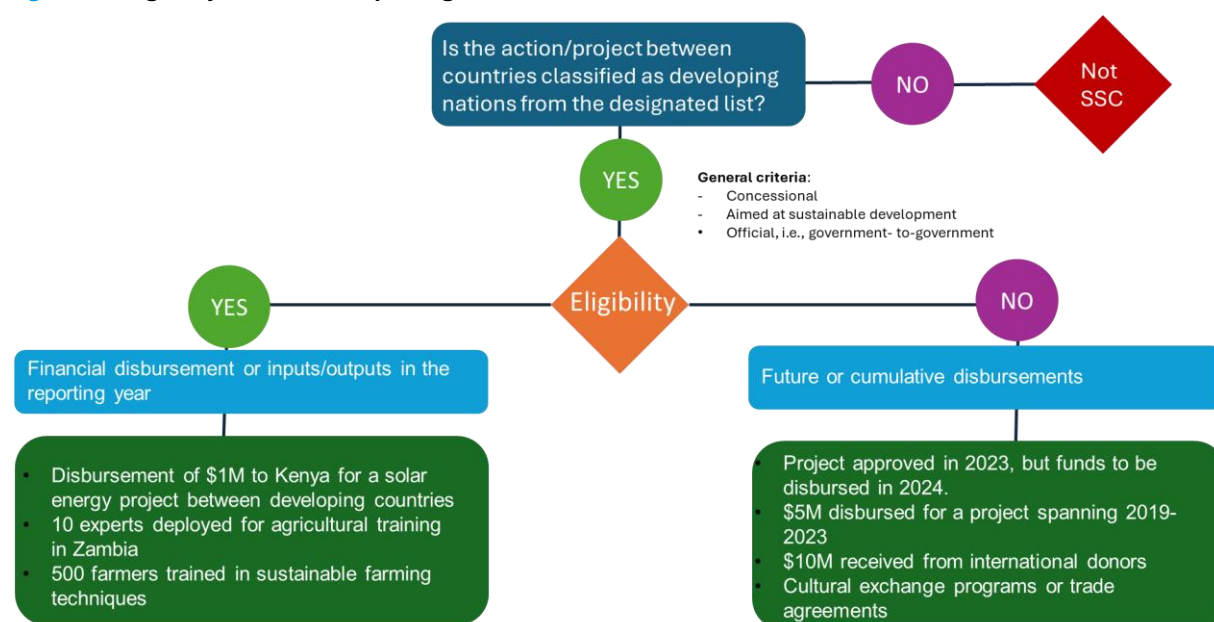 Is the action/project between
countries classified as developing
nations from the designated list?
NO
Not
SSC
YES
General criteria:
- Concessional
- Aimed at sustainable development
• Official, i.e., government- to-government
Eligibility
YES
NO
Financial disbursement or inputs/outputs in the
reporting year
Future or cumulative disbursements
• Disbursement of $1M to Kenya for a solar
energy project between developing countries
• 10 experts deployed for agricultural training
in Zambia
• 500 farmers trained in sustainable farming
techniques
• Project approved in 2023, but funds to be
disbursed in 2024.
• $5M disbursed for a project spanning 2019-
2023
• $10M received from international donors
• Cultural exchange programs or trade
agreements